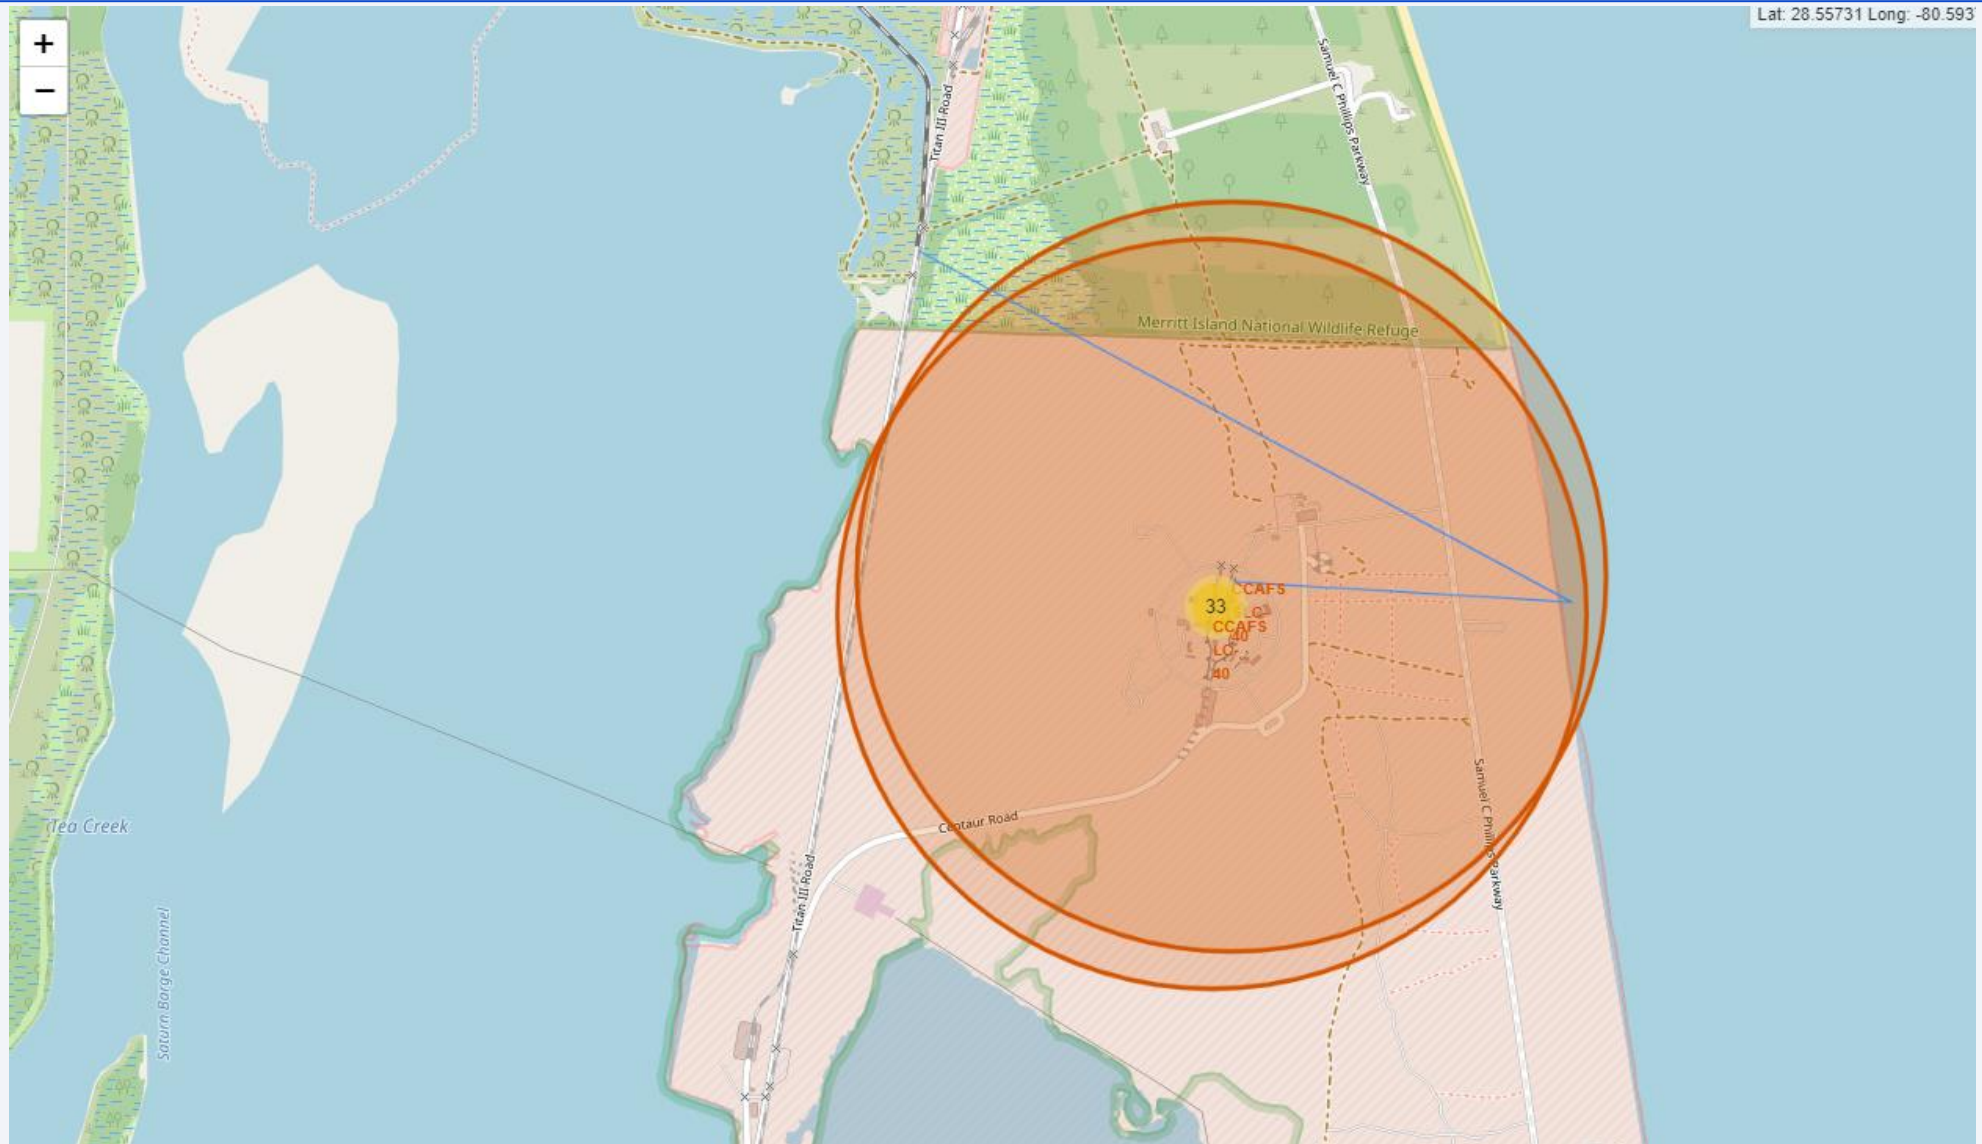 +
−
Lat: 28.55731 Long: -80.593
Titan III Road
Samuel C Phillips Parkway
Merritt Island National Wildlife Refuge
33
CCAFS
SLC-
40
CCAFS
LC-
40
Centaur Road
Samuel C Phillips Parkway
Titan III Road
Tea Creek
Saturn Barge Channel